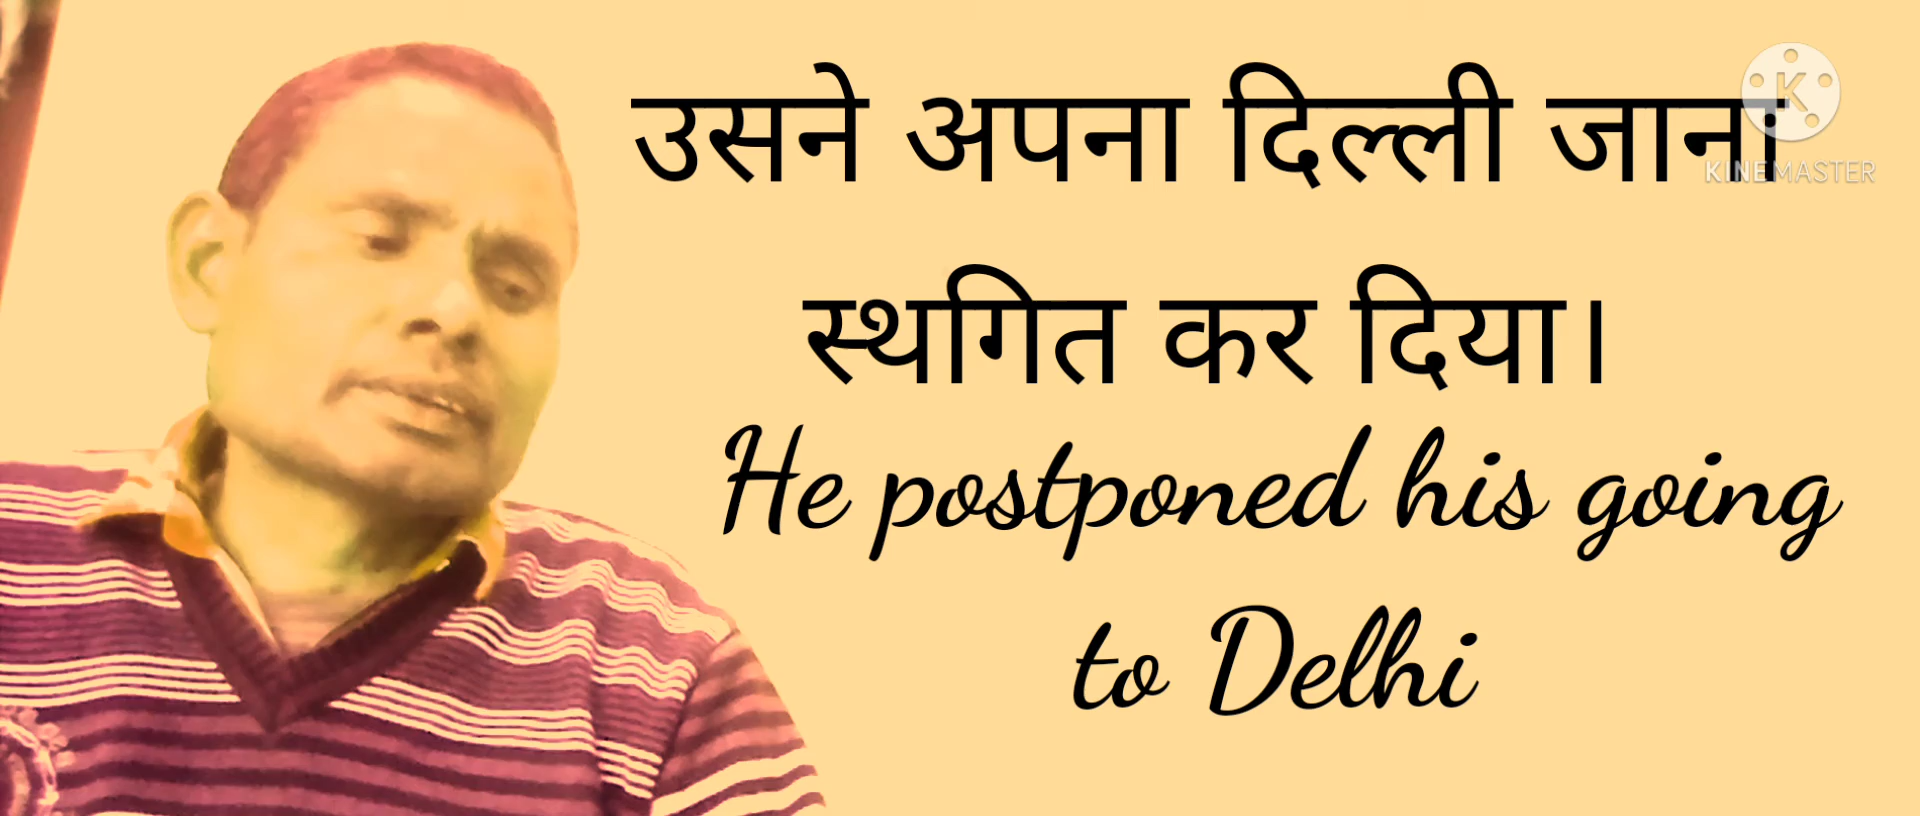 उसने अपना दिल्ली जाना
स्थगित कर दिया।
He postponed his going
to Delhi
K
KINEMASTER